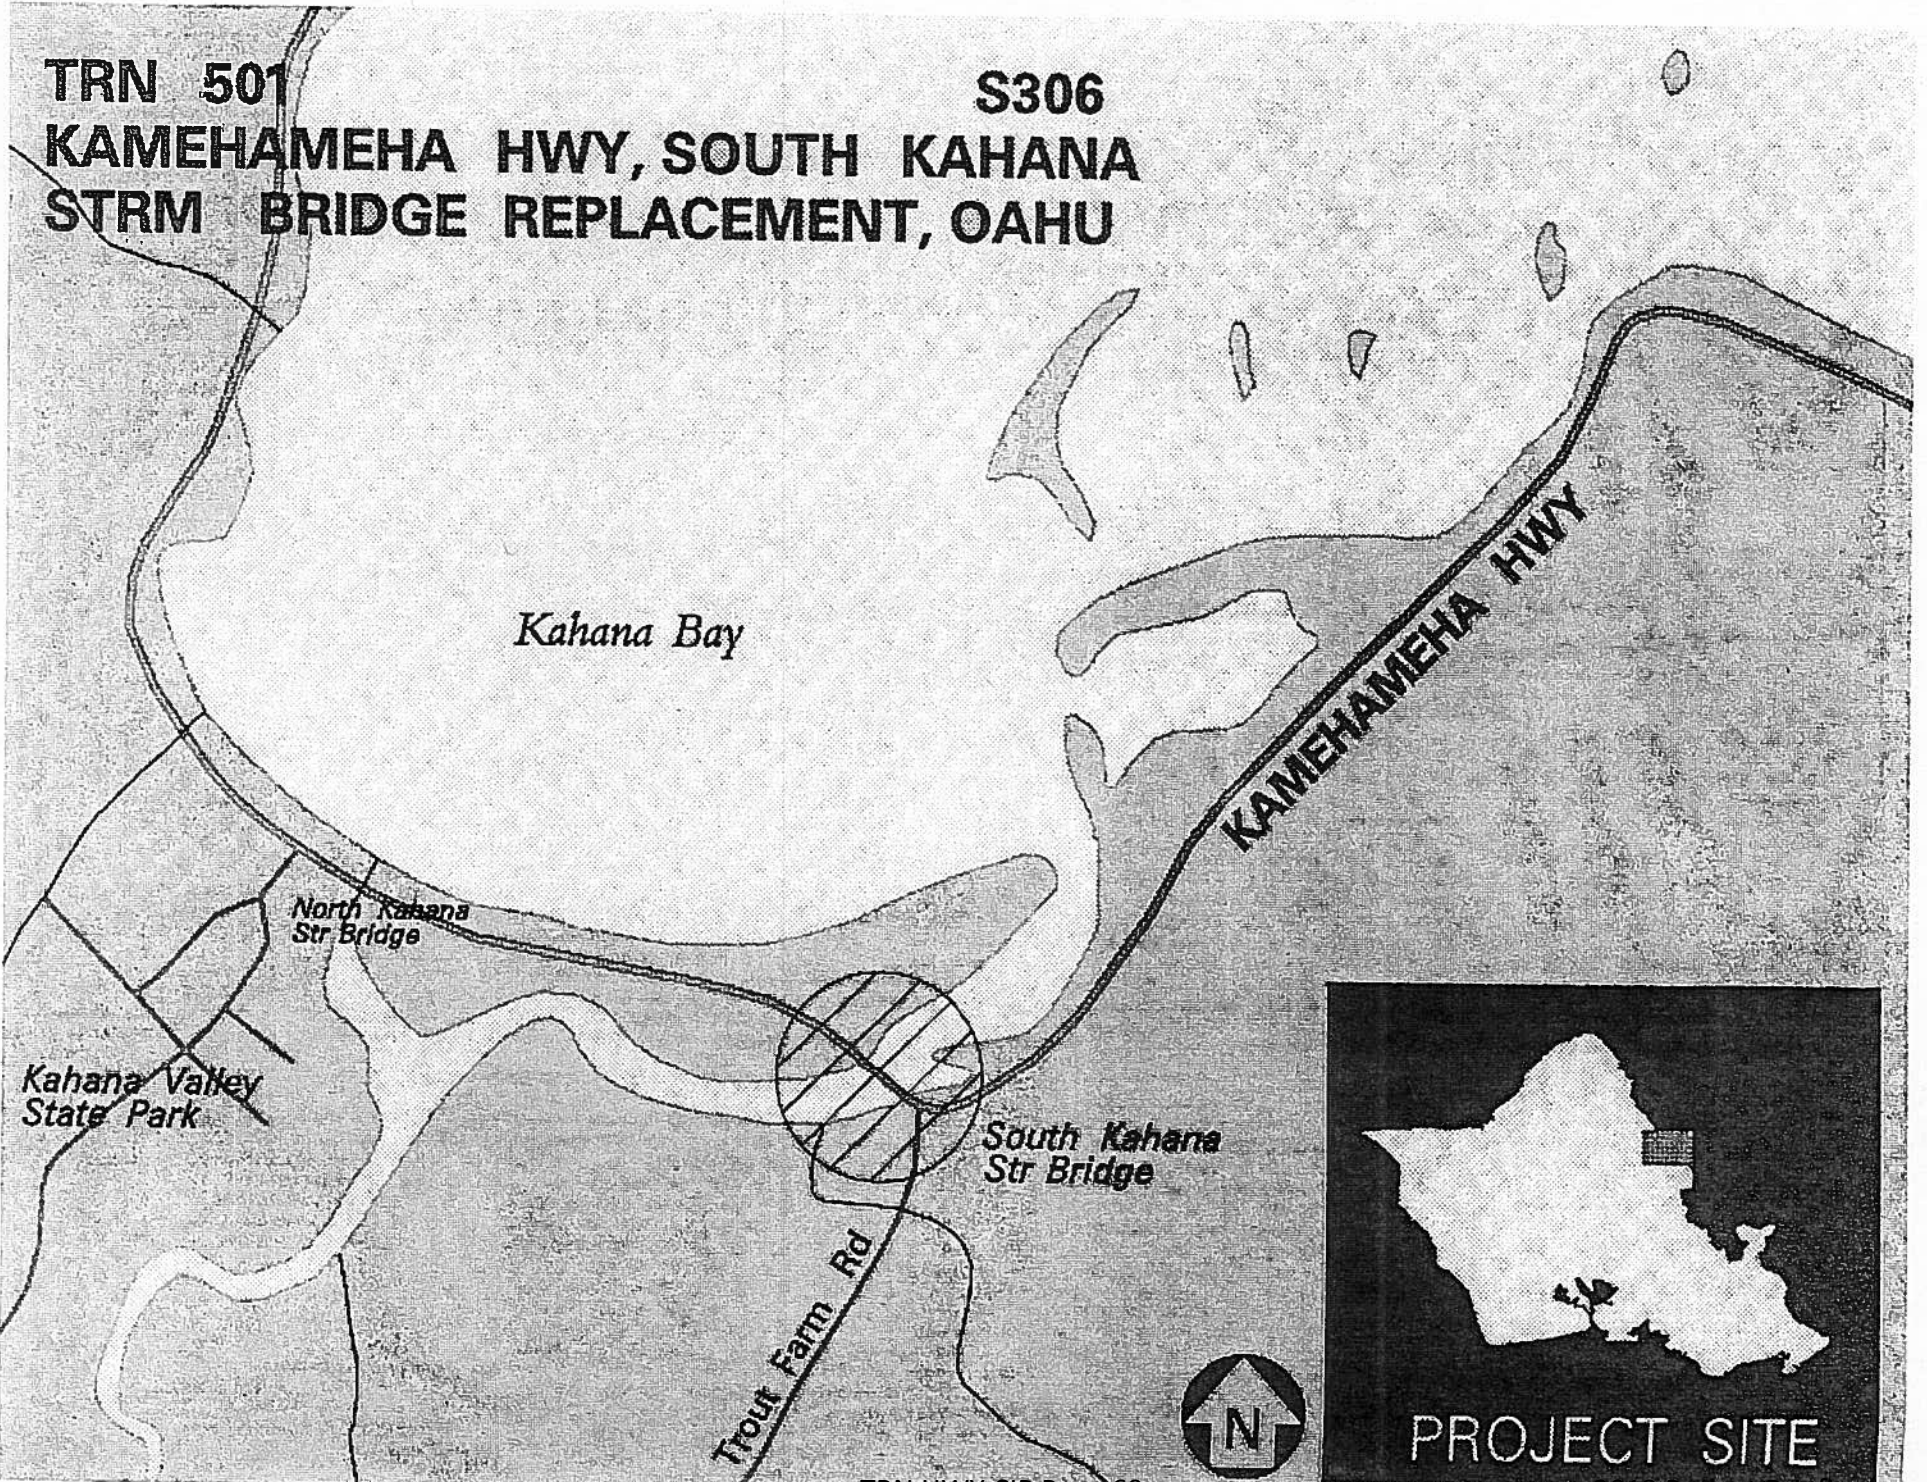 TRN 501 S306
KAMEHAMEHA HWY, SOUTH KAHANA
STRM BRIDGE REPLACEMENT, OAHU
Kahana Bay
KAMEHAMEHA HWY
North Kahana
Str Bridge
Kahana Valley
State Park
South Kahana
Str Bridge
Trout Farm Rd
N
PROJECT SITE